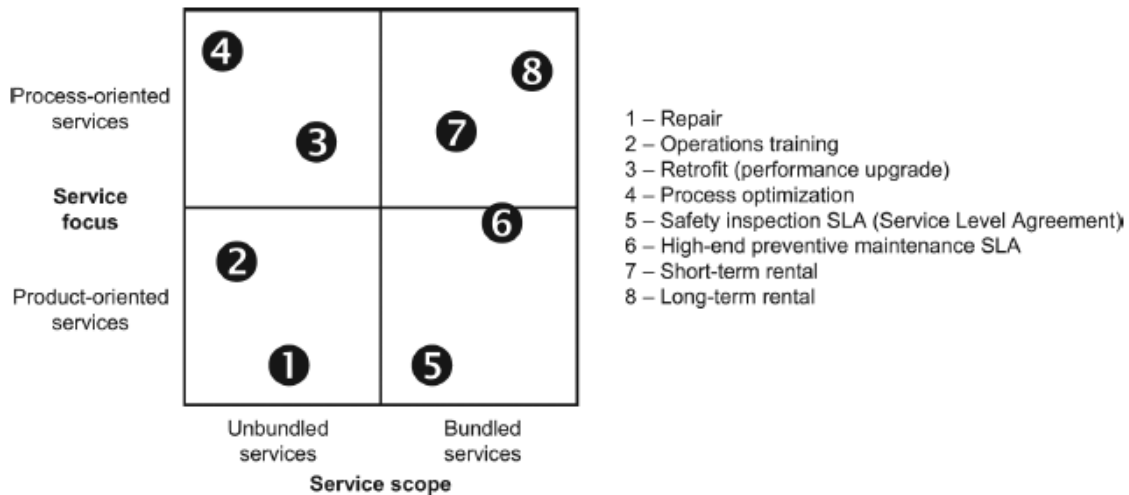 4
8
Process-oriented
services
7
3
Service
focus
6
2
Product-oriented
services
1
5
Unbundled
services
Bundled
services
Service scope
1 – Repair
2 – Operations training
3 – Retrofit (performance upgrade)
4 – Process optimization
5 – Safety inspection SLA (Service Level Agreement)
6 – High-end preventive maintenance SLA
7 – Short-term rental
8 – Long-term rental